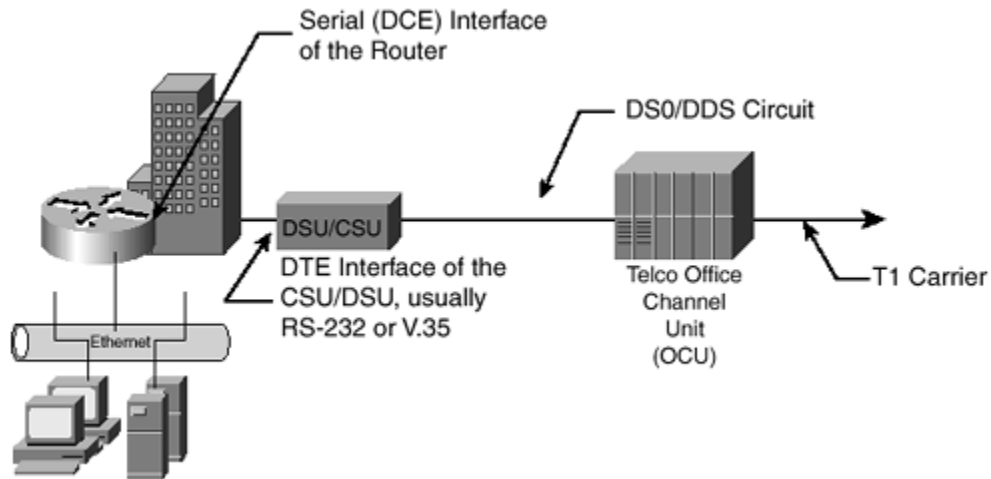 Serial (DCE) Interface
of the Router
DS0/DDS Circuit
DSU/CSU
DTE Interface of the
CSU/DSU, usually
RS-232 or V.35
Telco Office
Channel
Unit
(OCU)
T1 Carrier
Ethernet